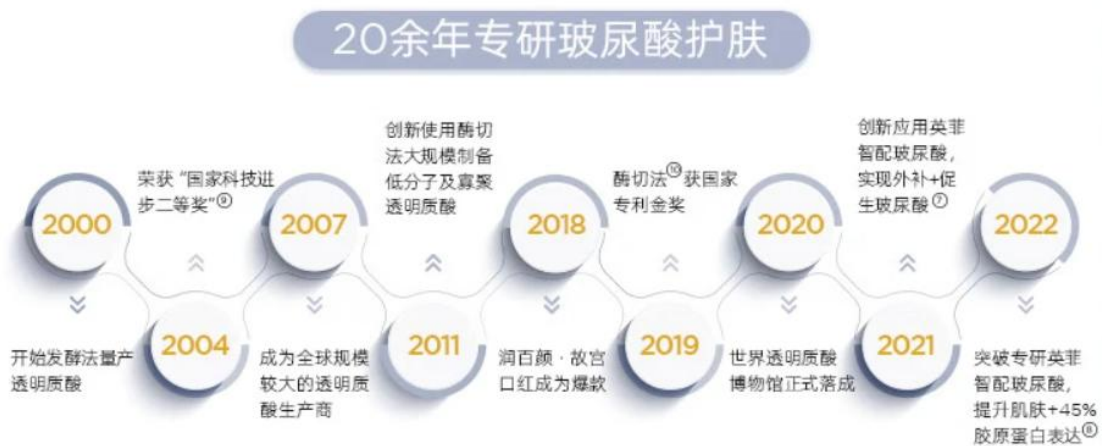 20余年专研玻尿酸护肤
2000
开始发酵法量产
透明质酸
荣获“国家科技进
步二等奖”⑨
2004
2007
成为全球规模
较大的透明质
酸生产商
创新使用酶切
法大规模制备
低分子及寡聚
透明质酸
2011
2018
润百颜·故宫
口红成为爆款
酶切法⑩获国家
专利金奖
2019
2020
世界透明质酸
博物馆正式落成
创新应用英菲
智配玻尿酸，
实现外补+促
生玻尿酸⑦
2021
2022
突破专研英菲
智配玻尿酸，
提升肌肤+45%
胶原蛋白表达⑧